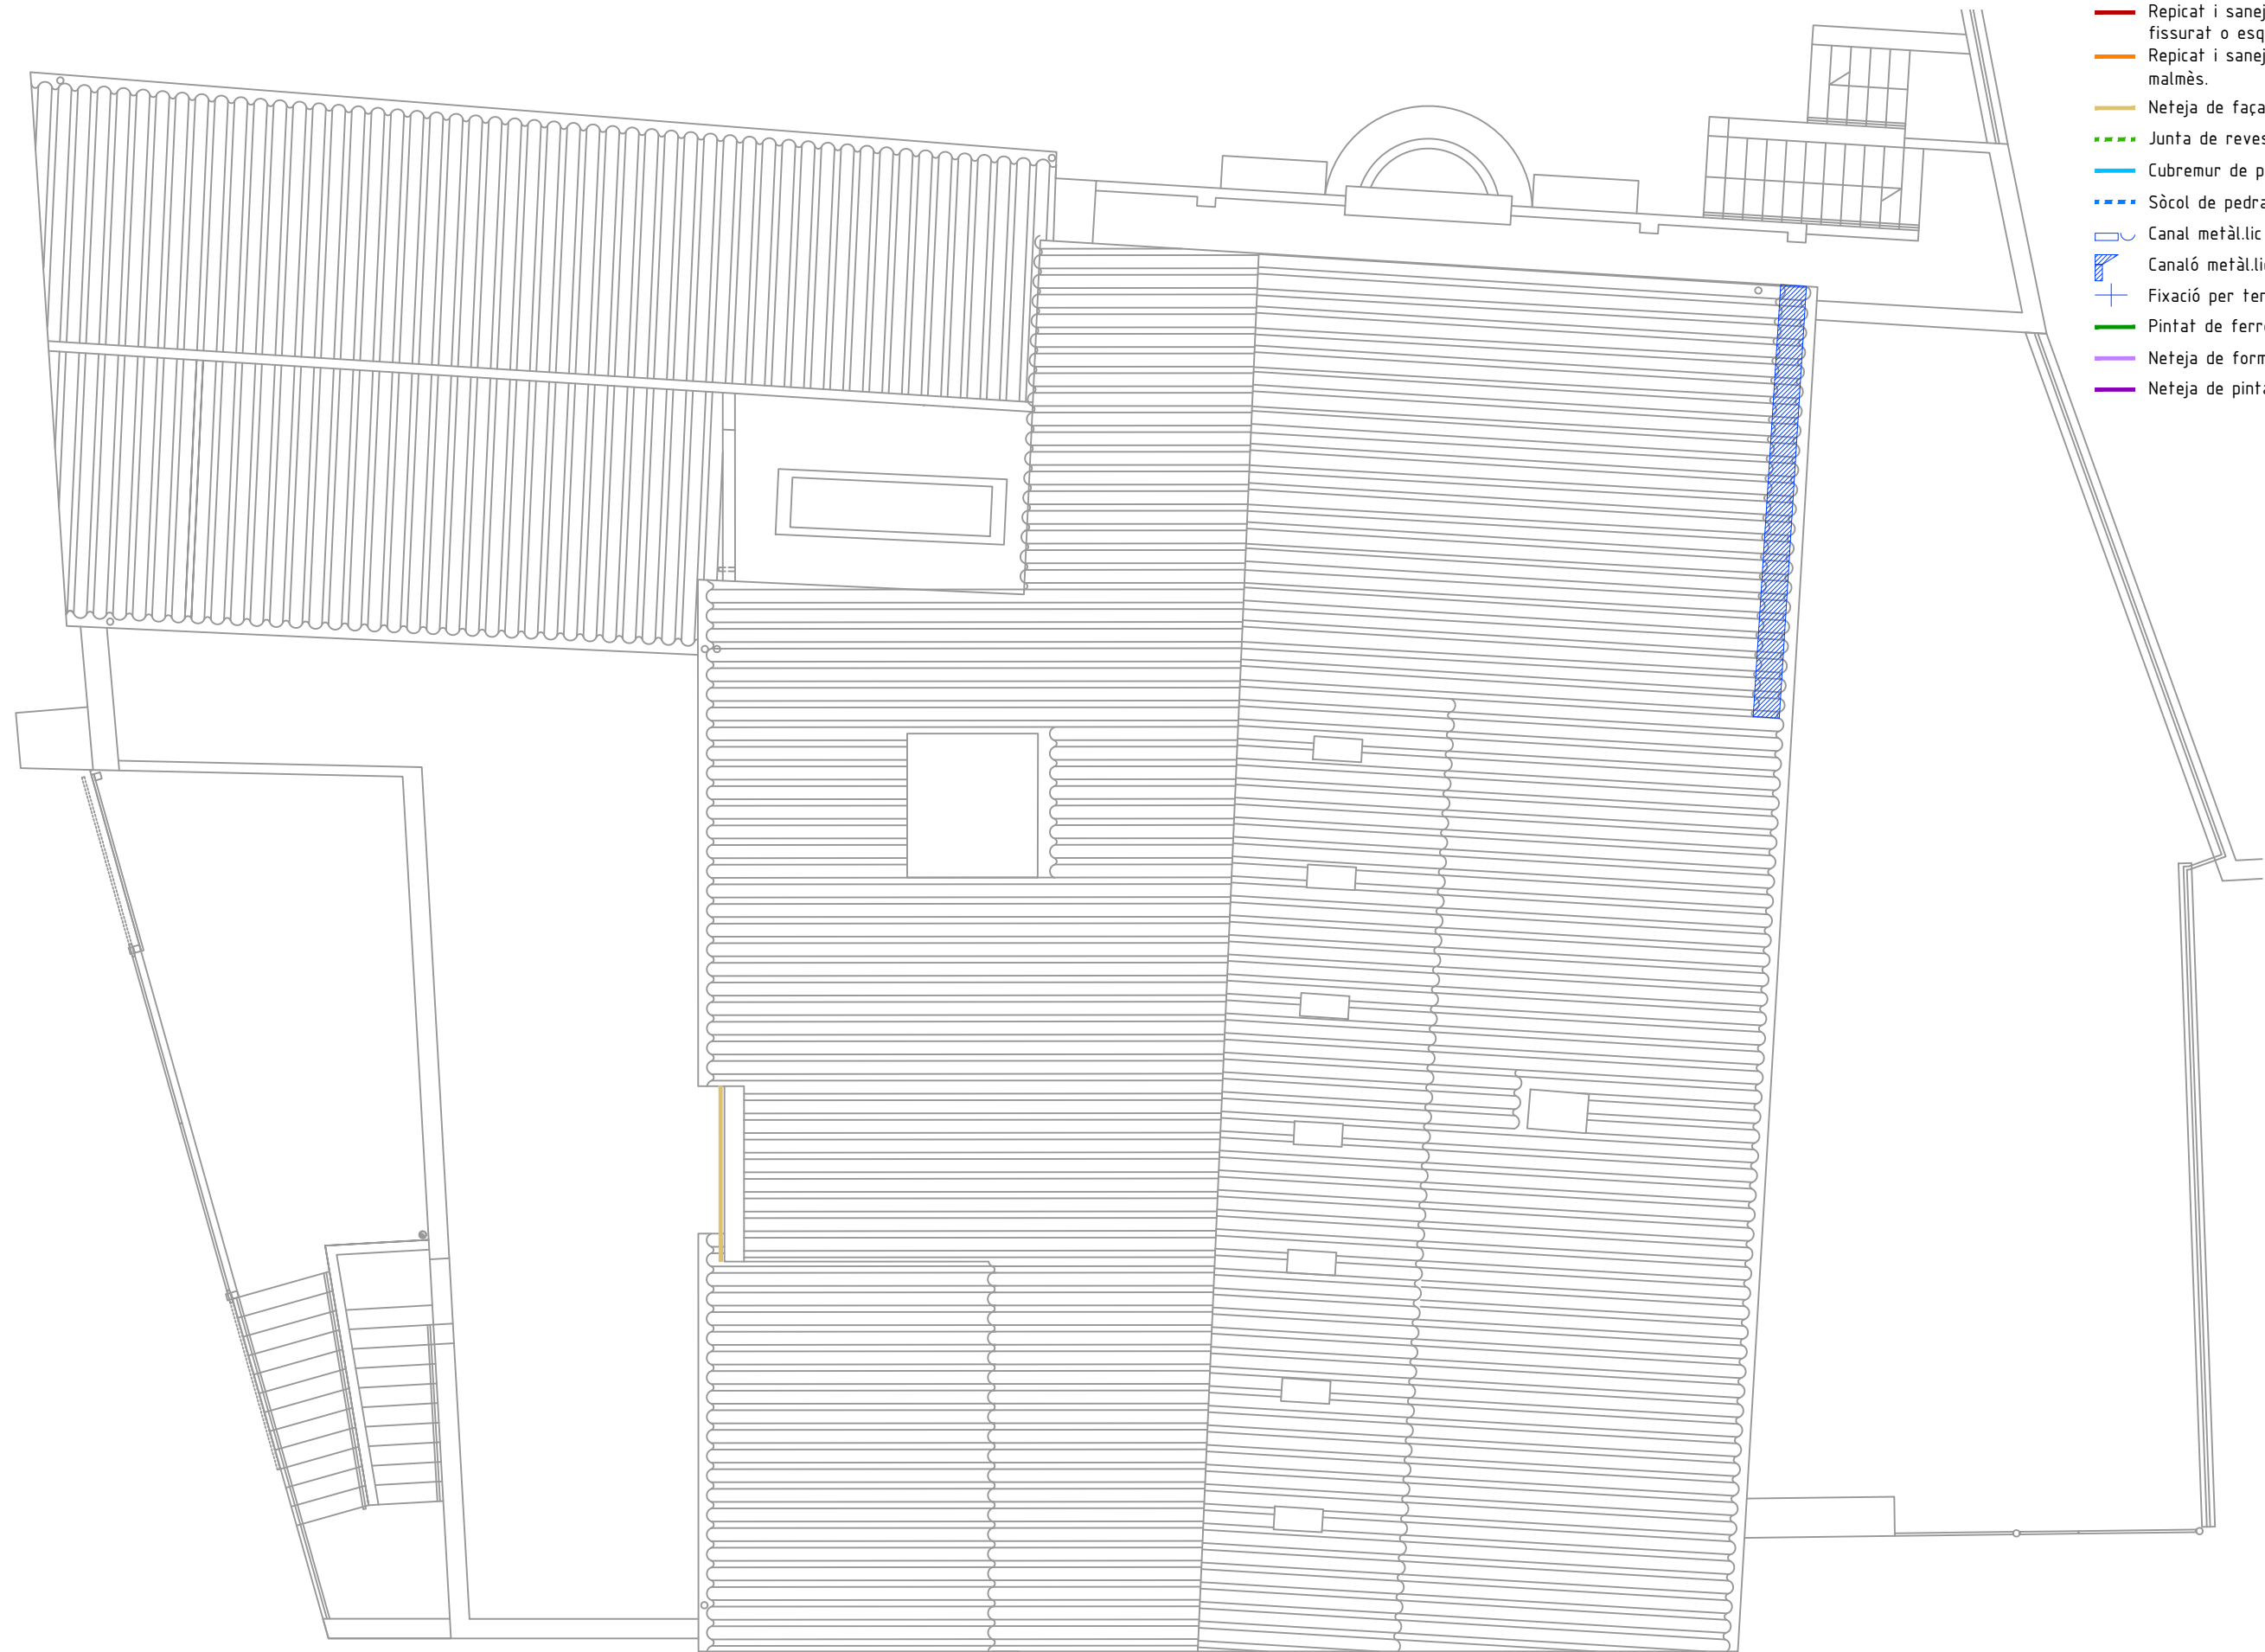 Repicat i sanej
fissurat o esq
Repicat i sanej
malmès.
Neteja de faça
Junta de reves
Cubremur de p
Sòcol de pedra
Canal metàl.lic
Canaló metàl.li
Fixació per ter
Pintat de ferr
Neteja de form
Neteja de pint